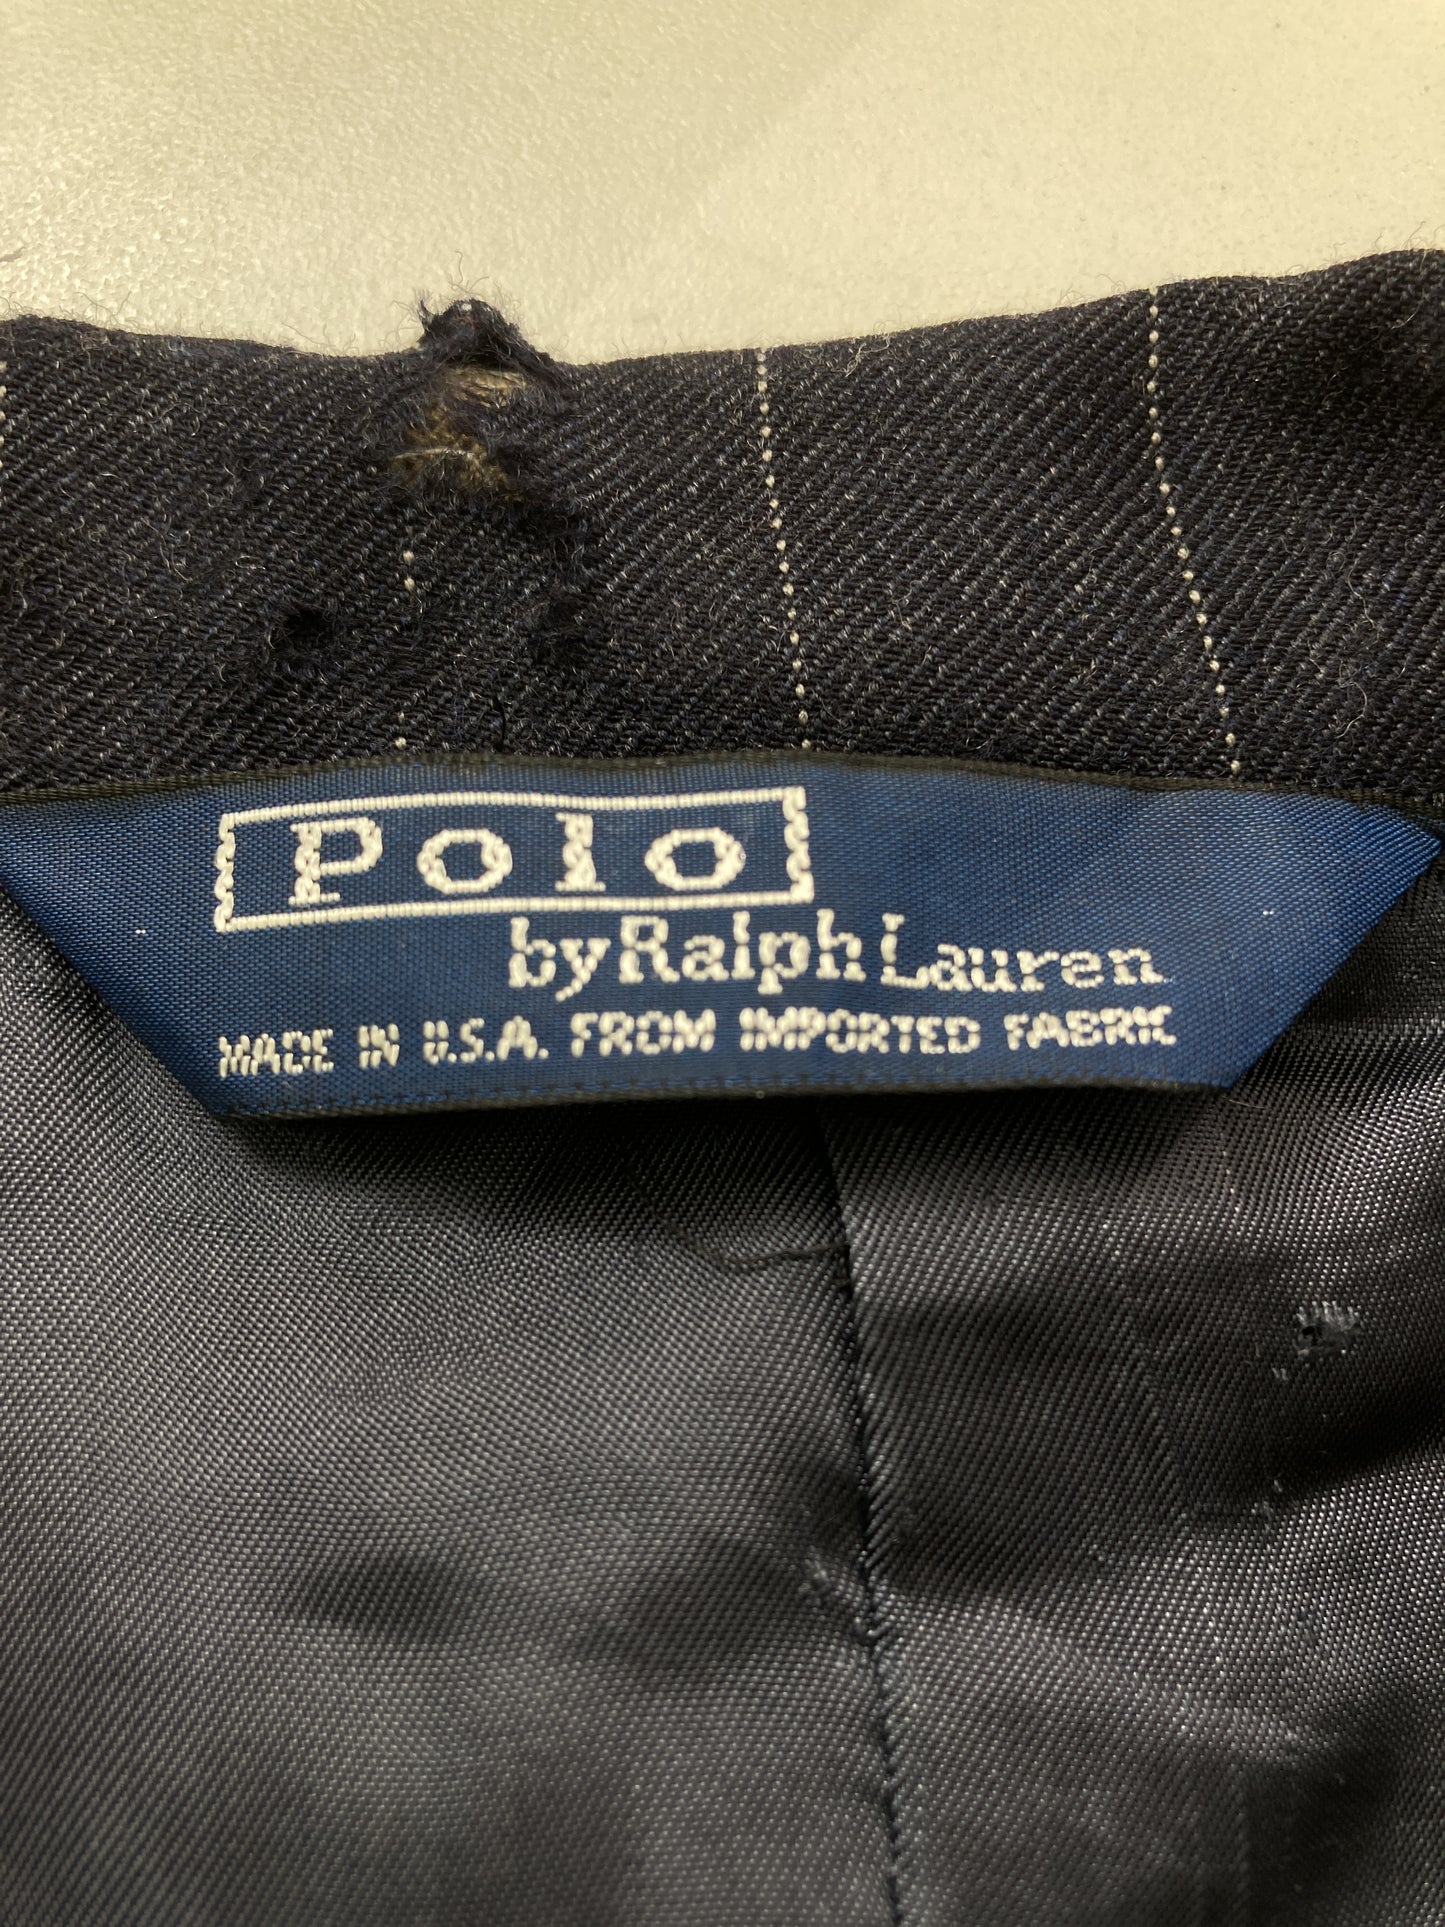 Polo
by Ralph Lauren
MADE IN U.S.A. FROM IMPORTED FABRIC